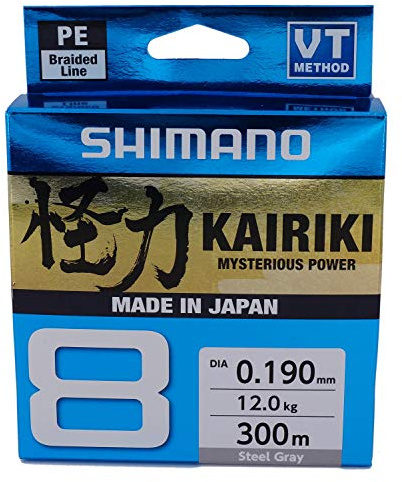 PE
Braided
Line
VT
METHOD
SHIMANO
怪力 KAIRIKI
MYSTERIOUS POWER
MADE IN JAPAN
8
DIA 0.190mm
12.0kg
300m
Steel Gray